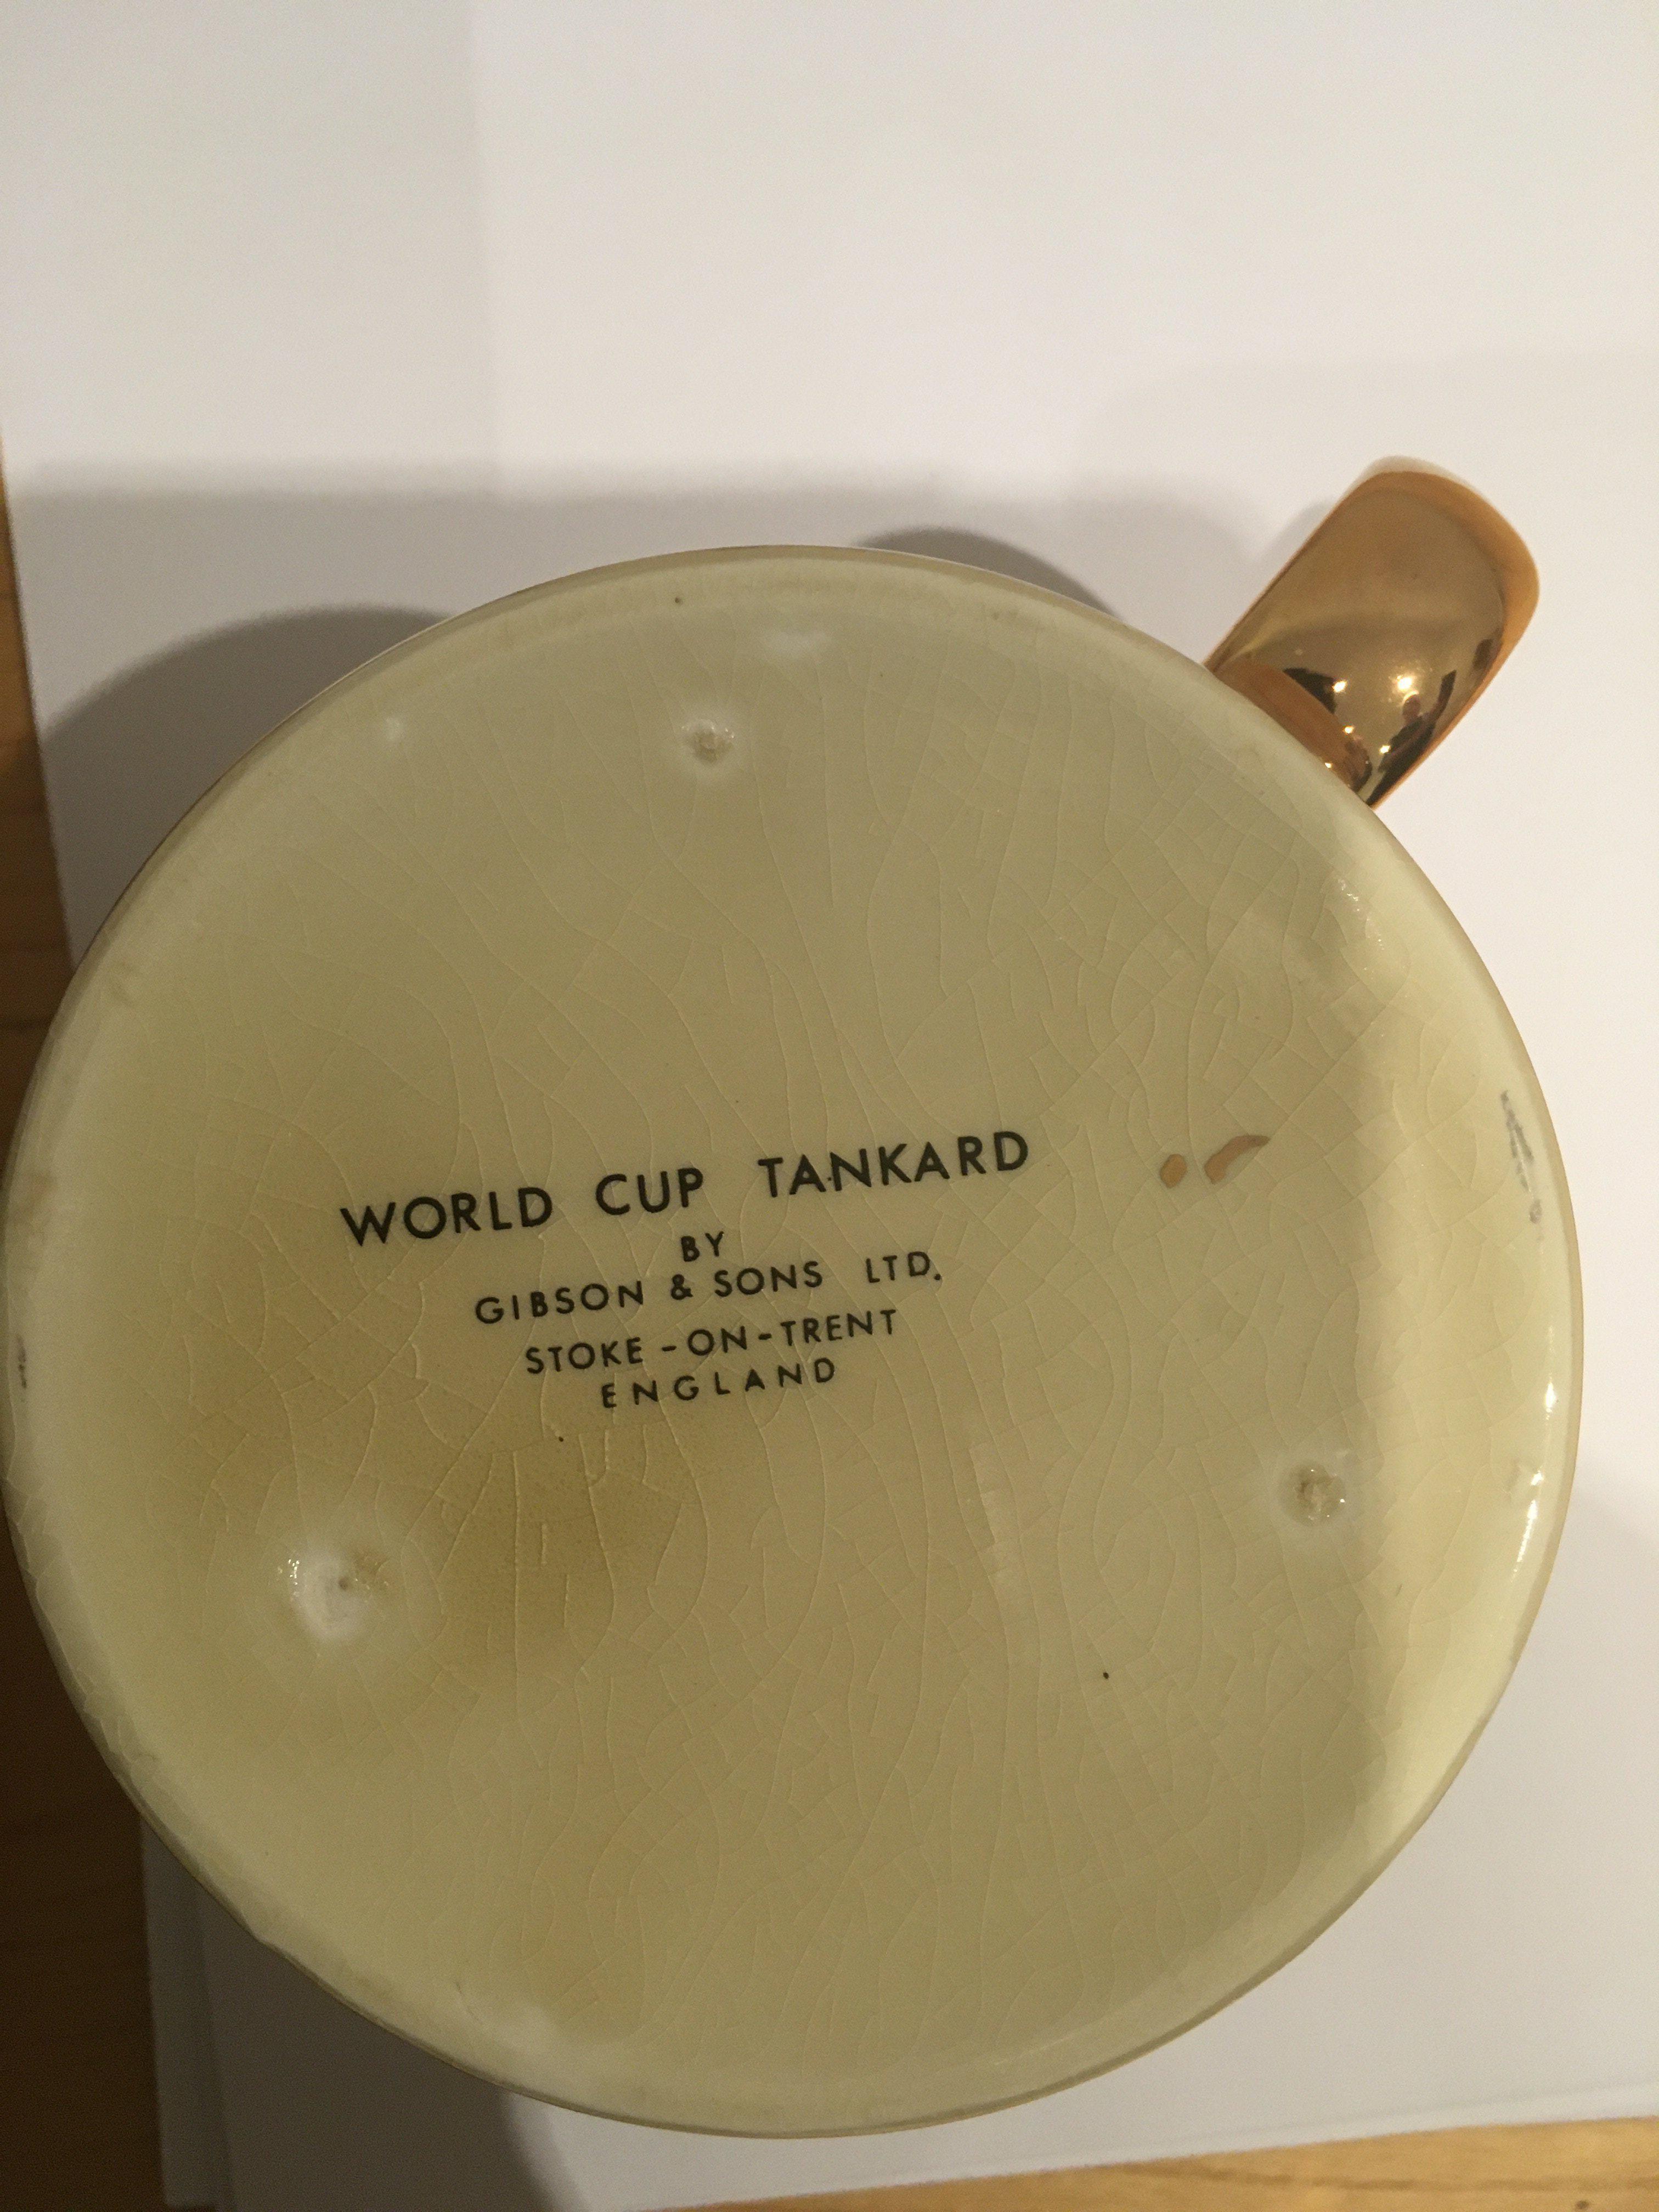 WORLD CUP TANKARD
BY
GIBSON & SONS LTD.
STOKE-ON-TRENT
ENGLAND